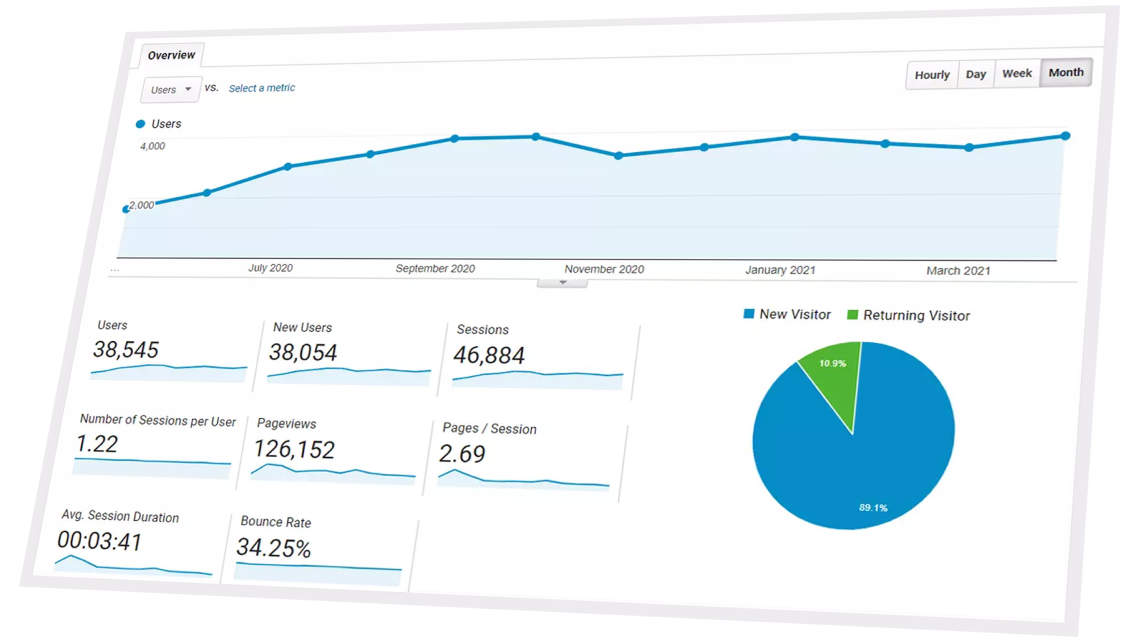 Overview
Users vs. Select a metric
Hourly Day Week Month
Users
4,000
2,000
... July 2020 September 2020 November 2020 January 2021 March 2021
New Visitor Returning Visitor
Users New Users Sessions
38,545 38,054 46,884
10.9%
Number of Sessions per User Pageviews Pages / Session
1.22 126,152 2.69
89.1%
Avg. Session Duration Bounce Rate
00:03:41 34.25%